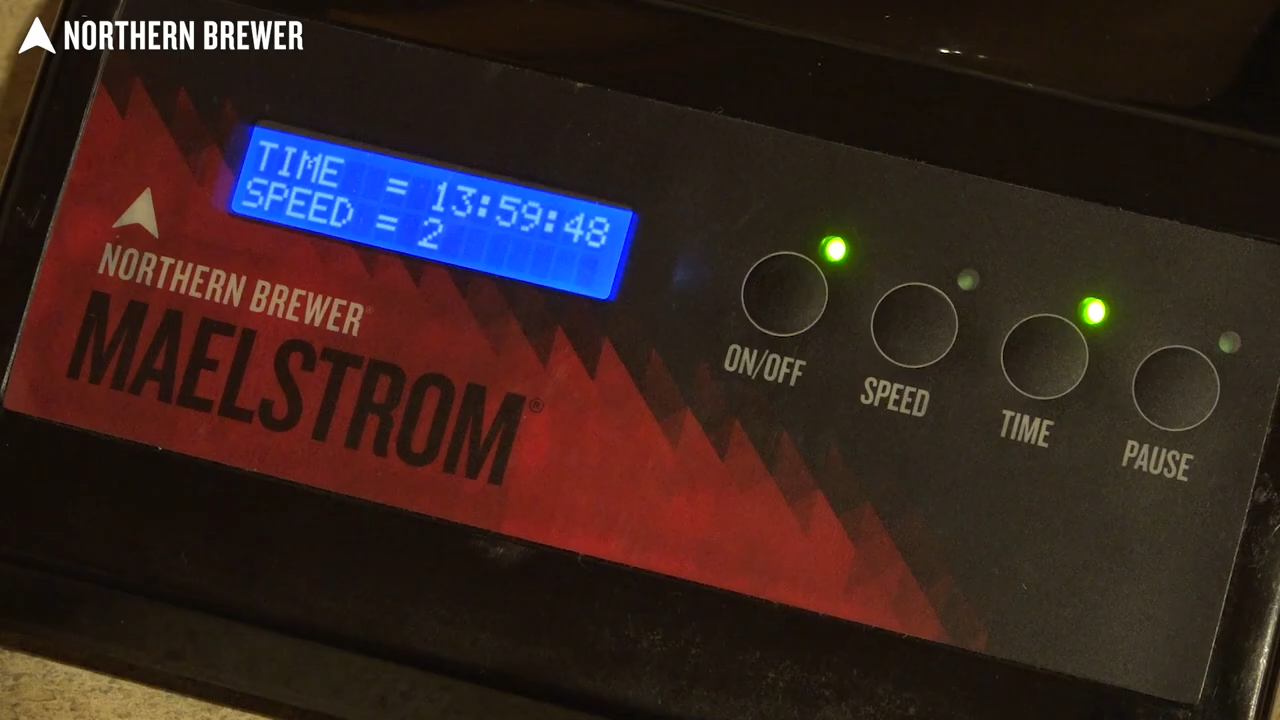 NORTHERN BREWER
TIME = 13:59:48
SPEED = 2
NORTHERN BREWER®
MAELSTROM®
ON/OFF
SPEED
TIME
PAUSE